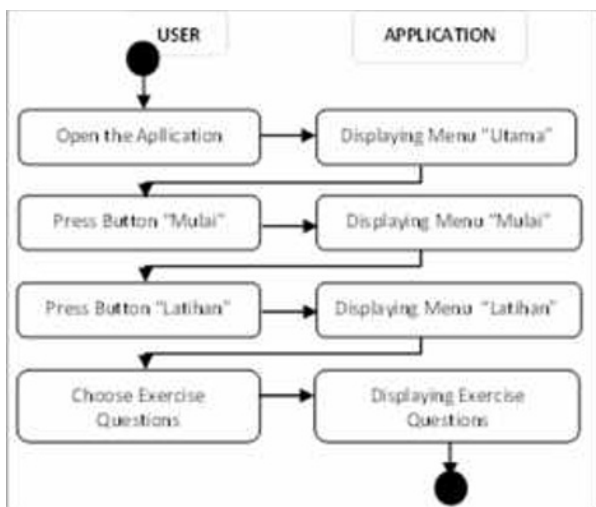 USER
APPLICATION
Open the Apllication
Displaying Menu "Utama"
Press Button "Mulai"
Displaying Menu "Mulai"
Press Button "Latihan"
Displaying Menu "Latihan"
Choose Exercise
Questions
Displaying Exercise
Questions